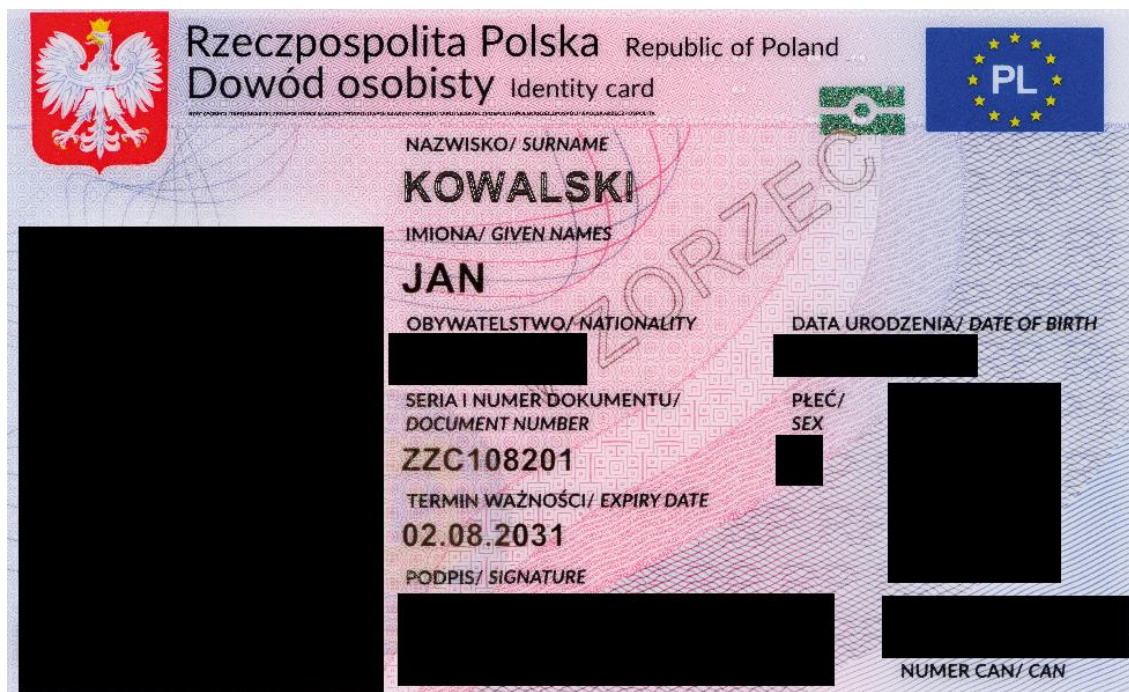 Rzeczpospolita Polska Republic of Poland
Dowód osobisty Identity card
PL
NAZWISKO/ SURNAME
KOWALSKI
IMIONA/ GIVEN NAMES
JAN
WZORZEC
OBYWATELSTWO/ NATIONALITY
DATA URODZENIA/ DATE OF BIRTH
SERIA I NUMER DOKUMENTU/
DOCUMENT NUMBER
PŁEĆ/
SEX
ZZC108201
TERMIN WAŻNOŚCI/ EXPIRY DATE
02.08.2031
PODPIS/ SIGNATURE
NUMER CAN/ CAN